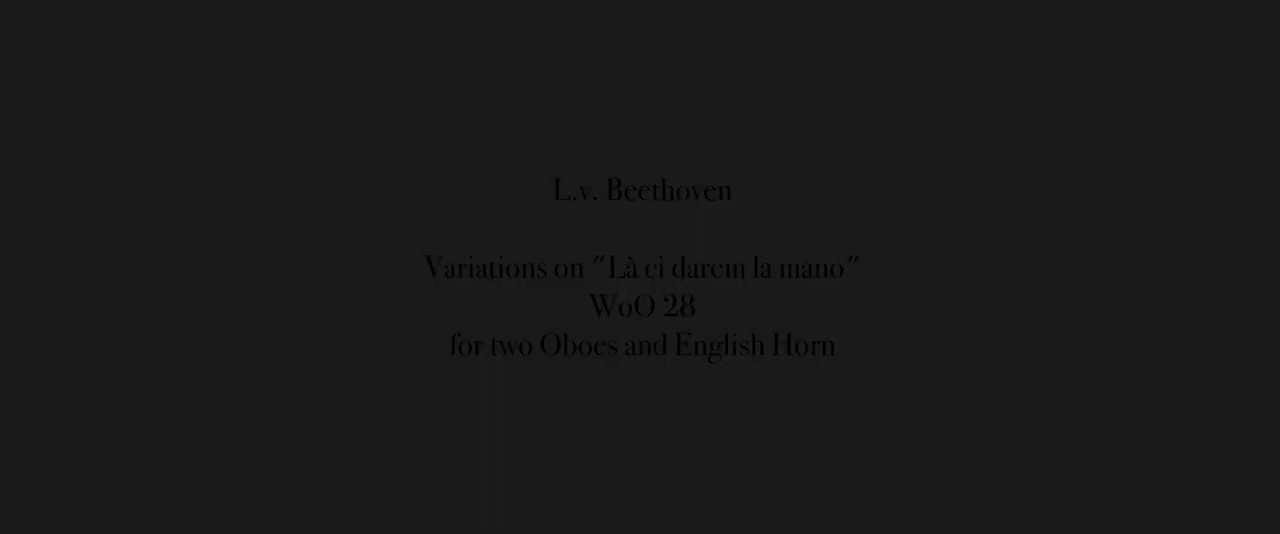 L.v. Beethoven
Variations on "Là ci darem la mano"
WoO 28
for two Oboes and English Horn